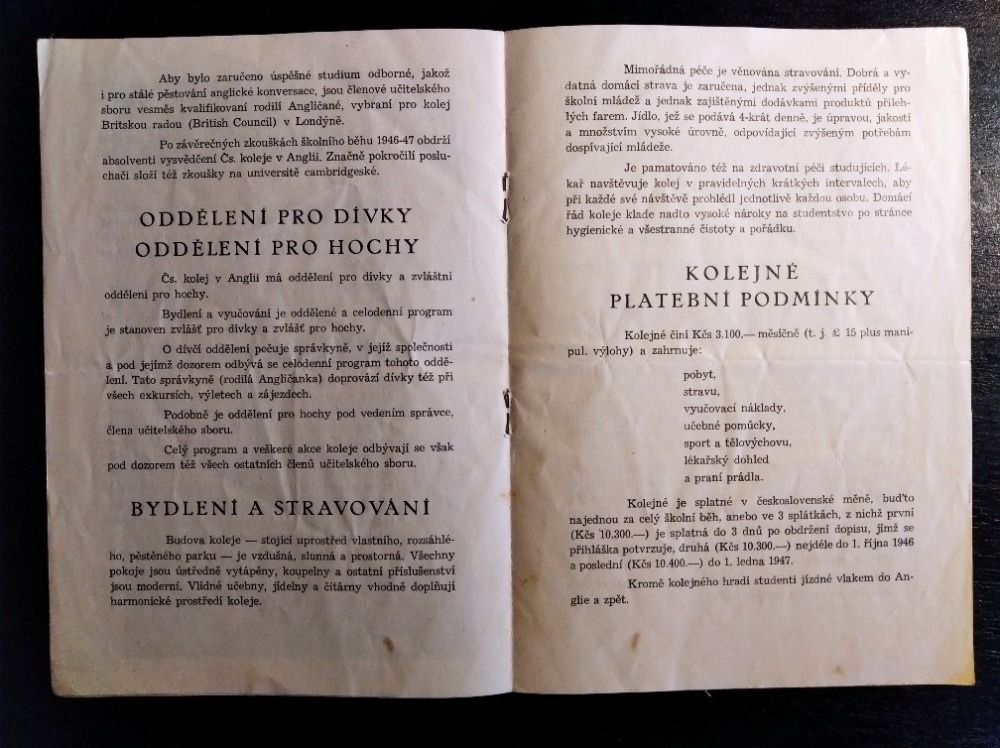 Aby bylo zaručeno úspěšné studium odborné, jakož
i pro stálé pěstování anglické konversace, jsou členové učitelského
sboru vesměs kvalifikovaní rodilí Angličané, vybraní pro kolej
Britskou radou (British Council) v Londýně.
Po závěrečných zkouškách školního běhu 1946-47 obdrží
absolventi vysvědčení Čs. koleje v Anglii. Značně pokročilí poslu-
chači složí též zkoušky na universitě cambridgeské.
ODDĚLENÍ PRO DÍVKY
ODDĚLENÍ PRO HOCHY
Čs. kolej v Anglii má oddělení pro dívky a zvláštní
oddělení pro hochy.
Bydlení a vyučování je oddělené a celodenní program
je stanoven zvlášť pro dívky a zvlášť pro hochy.
O dívčí oddělení pečuje správkyně, v jejíž společnosti
a pod jejímž dozorem odbývá se celodenní program tohoto oddě-
lení. Tato správkyně (rodilá Angličanka) doprovází dívky též při
všech exkursích, výletech a zájezdech.
Podobně je oddělení pro hochy pod vedením správce,
člena učitelského sboru.
Celý program a veškeré akce koleje odbývají se však
pod dozorem též všech ostatních členů učitelského sboru.
BYDLENÍ A STRAVOVÁNÍ
Budova koleje — stojící uprostřed vlastního, rozsáhlé-
ho, pěstěného parku — je vzdušná, slunná a prostorná. Všechny
pokoje jsou ústředně vytápěny, koupelny a ostatní příslušenství
jsou moderní. Vlídné učebny, jídelny a čítárny vhodně doplňují
harmonické prostředí koleje.
Mimořádná péče je věnována stravování. Dobrá a vy-
datná domácí strava je zaručena, jednak zvýšenými příděly pro
školní mládež a jednak zajištěnými dodávkami produktů přileh-
lých farem. Jídlo, jež se podává 4-krát denně, je úpravou, jakostí
a množstvím vysoké úrovně, odpovídající zvýšeným potřebám
dospívající mládeže.
Je pamatováno též na zdravotní péči studujících. Lé-
kař navštěvuje kolej v pravidelných krátkých intervalech, aby
při každé své návštěvě prohlédl jednotlivě každou osobu. Domácí
řád koleje klade nadto vysoké nároky na studentstvo po stránce
hygienické a všestranné čistoty a pořádku.
KOLEJNÉ
PLATEBNÍ PODMÍNKY
Kolejné činí Kčs 3.100.— měsíčně (t. j. £ 15 plus mani-
pul. výlohy) a zahrnuje:
pobyt,
stravu,
vyučovací náklady,
učebné pomůcky,
sport a tělovýchovu,
lékařský dohled
a praní prádla.
Kolejné je splatné v československé měně, buďto
najednou za celý školní běh, anebo ve 3 splátkách, z nichž první
(Kčs 10.300.—) je splatná do 3 dnů po obdržení dopisu, jímž se
přihláška potvrzuje, druhá (Kčs 10.300.—) nejdéle do 1. října 1946
a poslední (Kčs 10.400.—) do 1. ledna 1947.
Kromě kolejného hradí studenti jízdné vlakem do An-
glie a zpět.